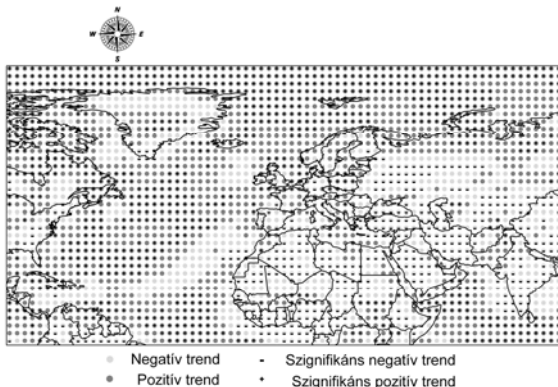 N
W E
S
Negatív trend - Szignifikáns negatív trend
Pozitív trend + Szignifikáns pozitív trend